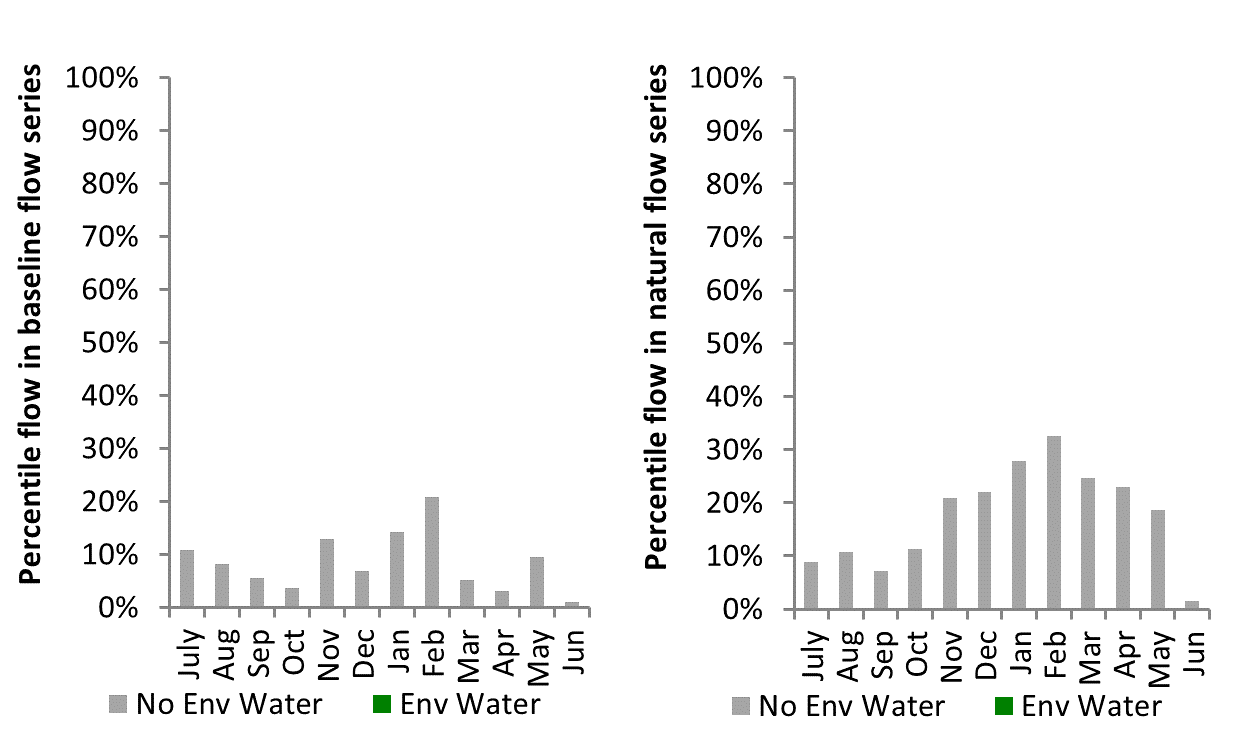 Percentile flow in baseline flow series
100%
90%
80%
70%
60%
50%
40%
30%
20%
10%
0%
July
Aug
Sep
Oct
Nov
Dec
Jan
Feb
Mar
Apr
May
Jun
No Env Water
Env Water
Percentile flow in natural flow series
100%
90%
80%
70%
60%
50%
40%
30%
20%
10%
0%
July
Aug
Sep
Oct
Nov
Dec
Jan
Feb
Mar
Apr
May
Jun
No Env Water
Env Water